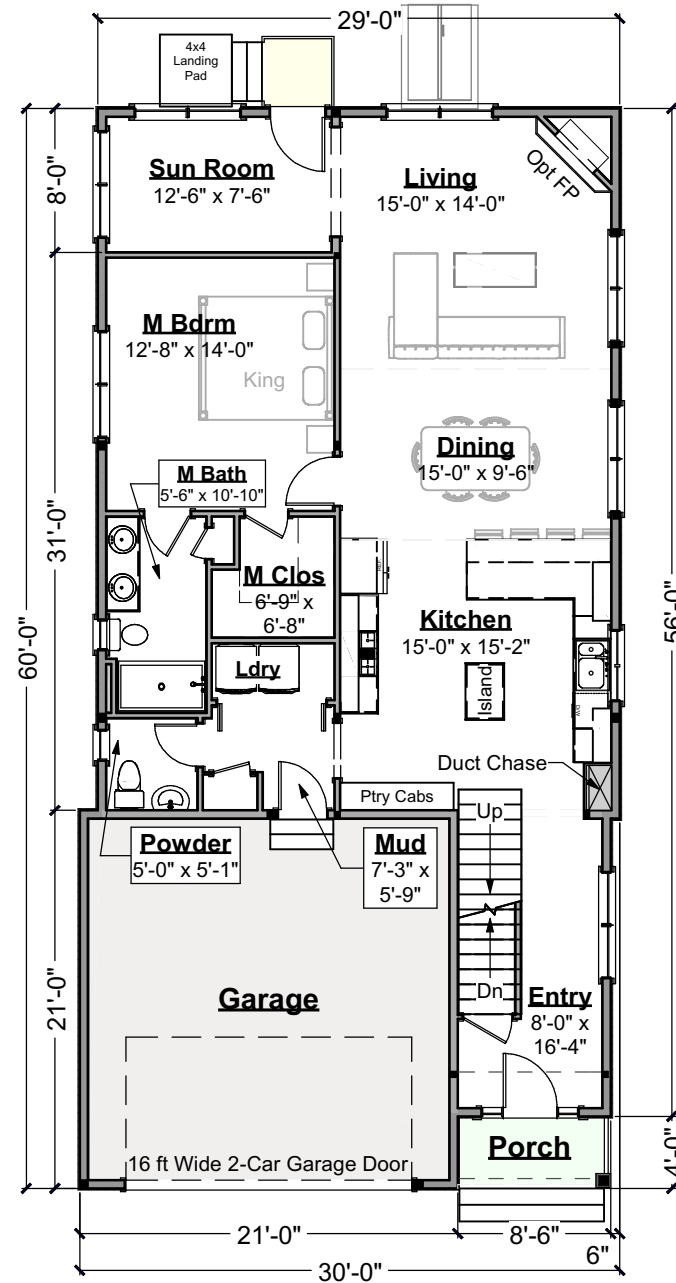 29'-0"
4x4
Landing
Pad
8'-0"
Sun Room
12'-6" x 7'-6"
Living
15'-0" x 14'-0"
Opt FP
M Bdrm
12'-8" x 14'-0"
King
Dining
15'-0" x 9'-6"
M Bath
5'-6" x 10'-10"
31'-0"
60'-0"
56'-0"
M Clos
6'-9" x
6'-8"
Kitchen
15'-0" x 15'-2"
Ldry
Island
D/W
Duct Chase
Ptry Cabs
Up
Powder
5'-0" x 5'-1"
Mud
7'-3" x
5'-9"
Dn
Entry
8'-0" x
16'-4"
21'-0"
Garage
16 ft Wide 2-Car Garage Door
Porch
4'-0"
21'-0"
8'-6"
6"
30'-0"